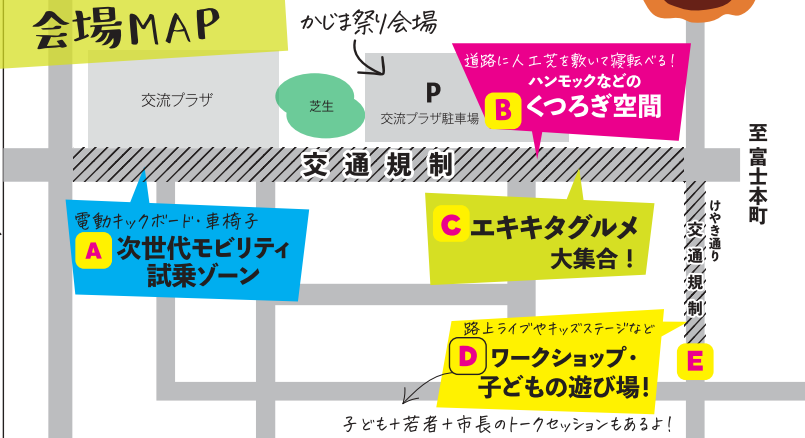 会場MAP
かじま祭り会場
交流プラザ
芝生
P
交流プラザ駐車場
道路に人工芝を敷いて寝転べる!
ハンモックなどの
B くつろぎ空間
交通規制
至富士本町
電動キックボード・車椅子
A 次世代モビリティ
試乗ゾーン
C エキキタグルメ
大集合!
けやき通り
交通規制
路上ライブやキッズステージなど
D ワークショップ・
子どもの遊び場!
E
子ども+若者+市長のトークセッションもあるよ!